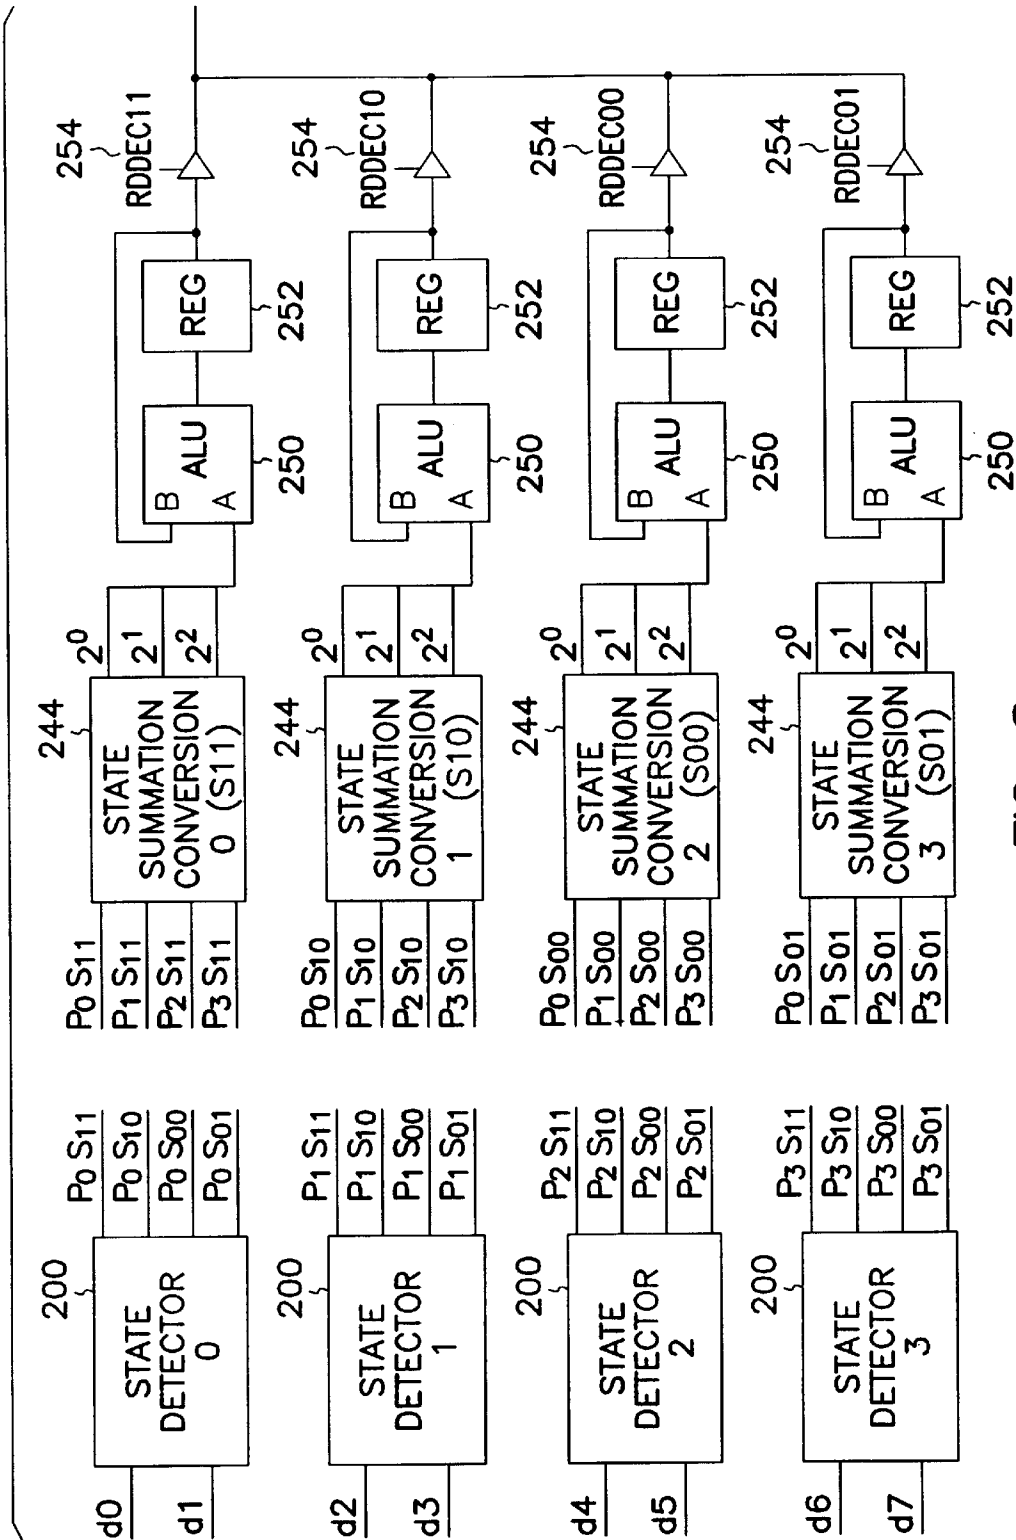 200
STATE
DETECTOR
0
d0
d1
P0 S11
P0 S10
P0 S00
P0 S01
P0 S11
P1 S11
P2 S11
P3 S11
244
STATE
SUMMATION
CONVERSION
0 (S11)
2^0
2^1
2^2
B
A
ALU
250
REG
252
254
RDDEC11
200
STATE
DETECTOR
1
d2
d3
P1 S11
P1 S10
P1 S00
P1 S01
P0 S10
P1 S10
P2 S10
P3 S10
244
STATE
SUMMATION
CONVERSION
1 (S10)
2^0
2^1
2^2
B
A
ALU
250
REG
252
254
RDDEC10
200
STATE
DETECTOR
2
d4
d5
P2 S11
P2 S10
P2 S00
P2 S01
P0 S00
P1 S00
P2 S00
P3 S00
244
STATE
SUMMATION
CONVERSION
2 (S00)
2^0
2^1
2^2
B
A
ALU
250
REG
252
254
RDDEC00
200
STATE
DETECTOR
3
d6
d7
P3 S11
P3 S10
P3 S00
P3 S01
P0 S01
P1 S01
P2 S01
P3 S01
244
STATE
SUMMATION
CONVERSION
3 (S01)
2^0
2^1
2^2
B
A
ALU
250
REG
252
254
RDDEC01